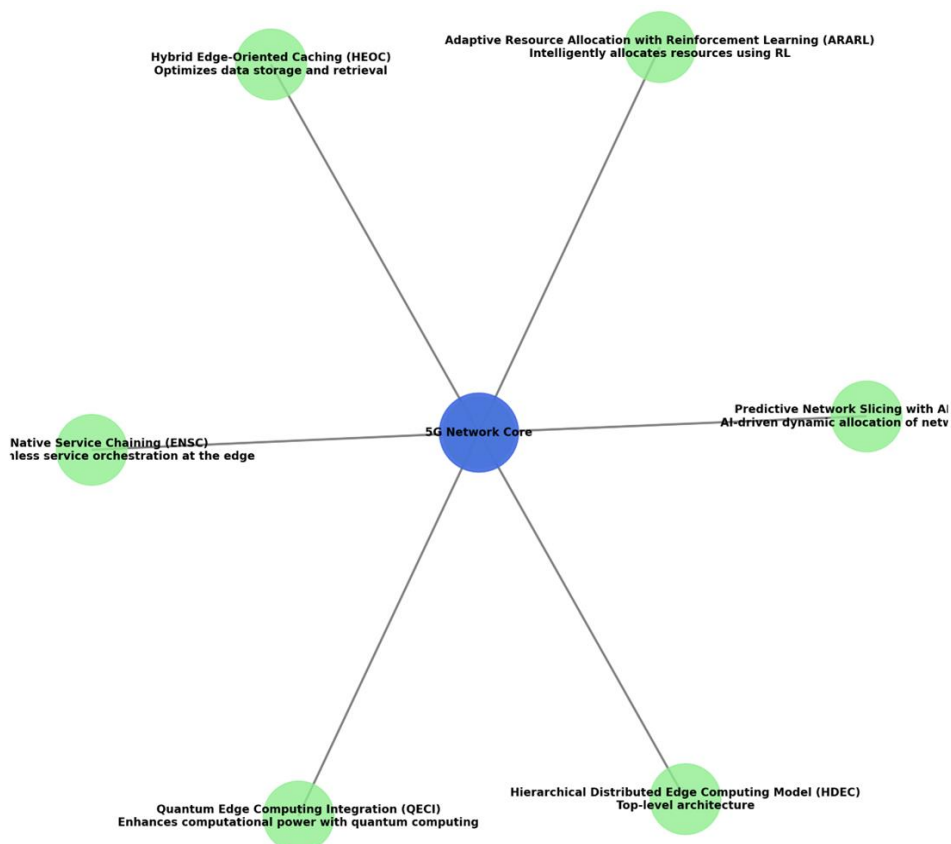 Hybrid Edge-Oriented Caching (HEOC)
Optimizes data storage and retrieval
Adaptive Resource Allocation with Reinforcement Learning (ARARL)
Intelligently allocates resources using RL
Predictive Network Slicing with
AI-driven dynamic allocation of
5G Network Core
Native Service Chaining (ENSC)
service orchestration at the edge
Hierarchical Distributed Edge Computing Model (HDEC)
Top-level architecture
Quantum Edge Computing Integration (QECI)
Enhances computational power with quantum computing